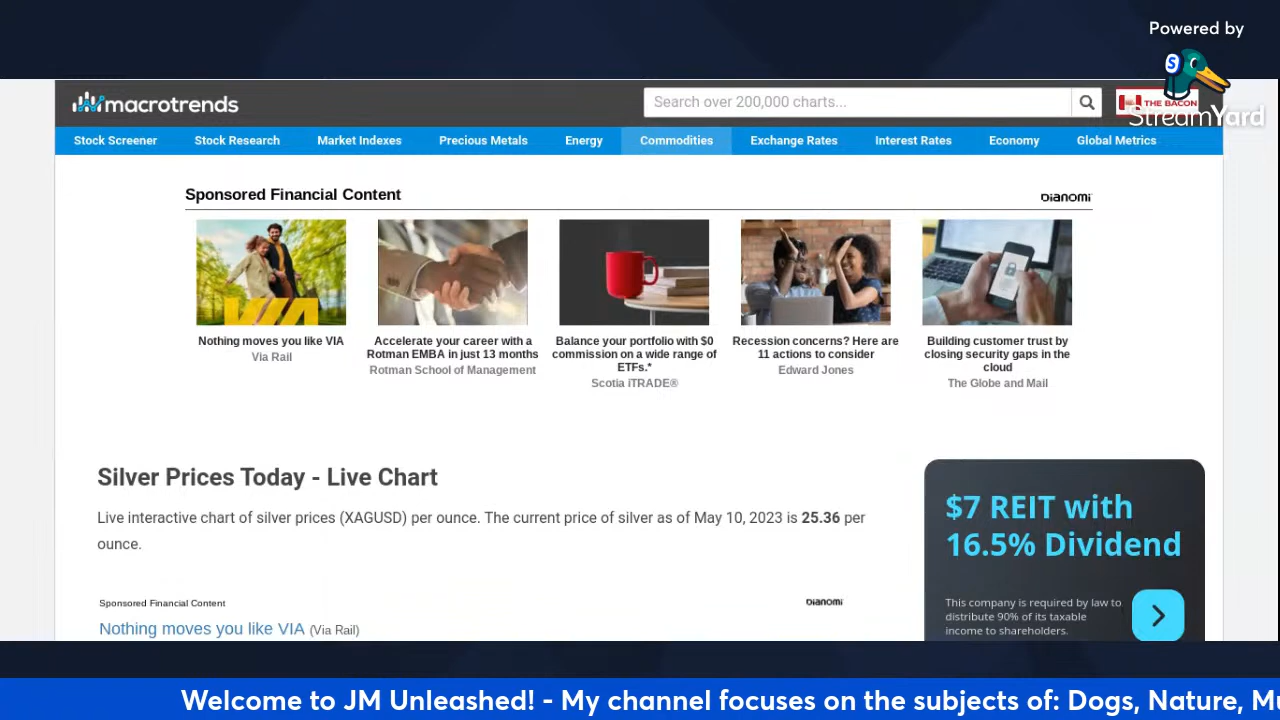 Powered by
StreamYard
macrotrends
Search over 200,000 charts...
THE BACON
Stock Screener
Stock Research
Market Indexes
Precious Metals
Energy
Commodities
Exchange Rates
Interest Rates
Economy
Global Metrics
Sponsored Financial Content
Dianomi
VIA
Nothing moves you like VIA
Via Rail
Accelerate your career with a
Rotman EMBA in just 13 months
Rotman School of Management
Balance your portfolio with $0
commission on a wide range of
ETFs.*
Scotia iTRADE®
Recession concerns? Here are
11 actions to consider
Edward Jones
Building customer trust by
closing security gaps in the
cloud
The Globe and Mail
Silver Prices Today - Live Chart
Live interactive chart of silver prices (XAGUSD) per ounce. The current price of silver as of May 10, 2023 is 25.36 per
ounce.
Sponsored Financial Content
Dianomi
Nothing moves you like VIA (Via Rail)
$7 REIT with
16.5% Dividend
This company is required by law to
distribute 90% of its taxable
income to shareholders.
Welcome to JM Unleashed! - My channel focuses on the subjects of: Dogs, Nature, M